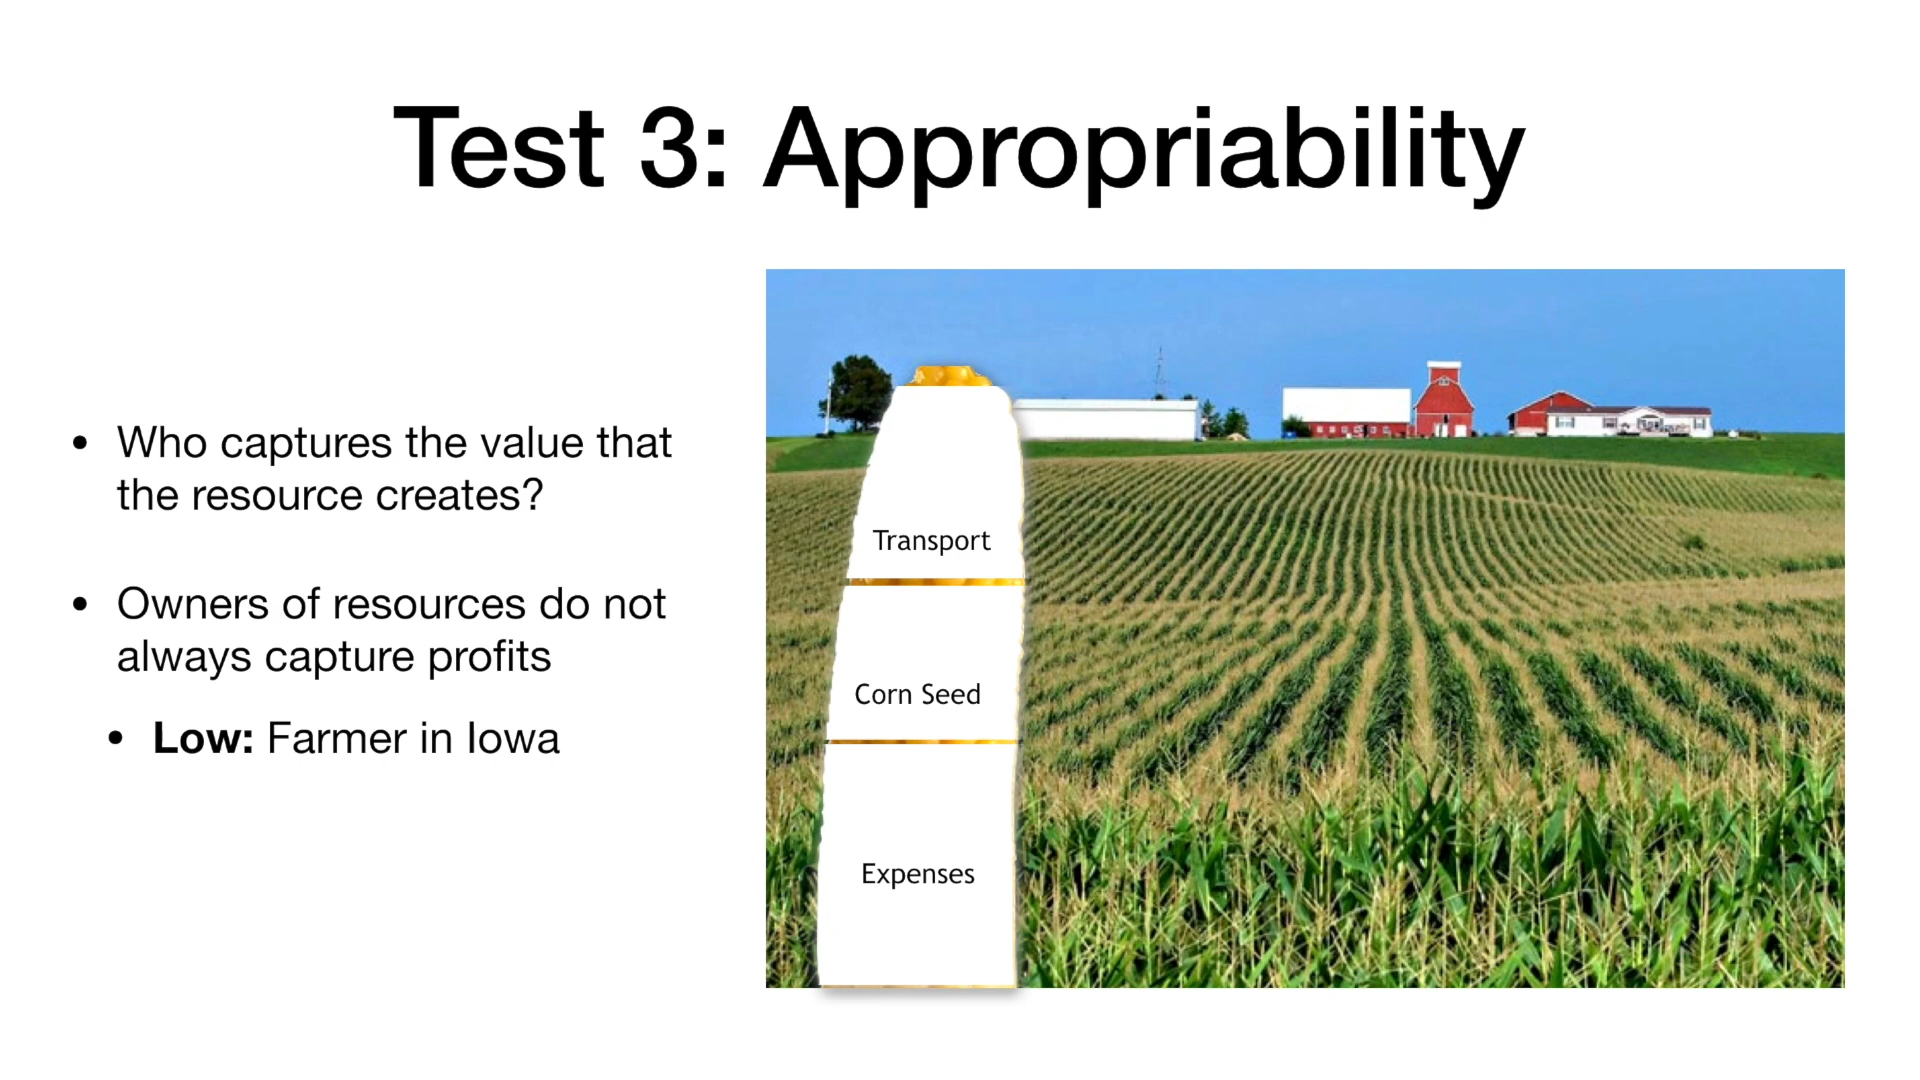 Test 3: Appropriability
• Who captures the value that
the resource creates?
• Owners of resources do not
always capture profits
• Low: Farmer in Iowa
Transport
Corn Seed
Expenses